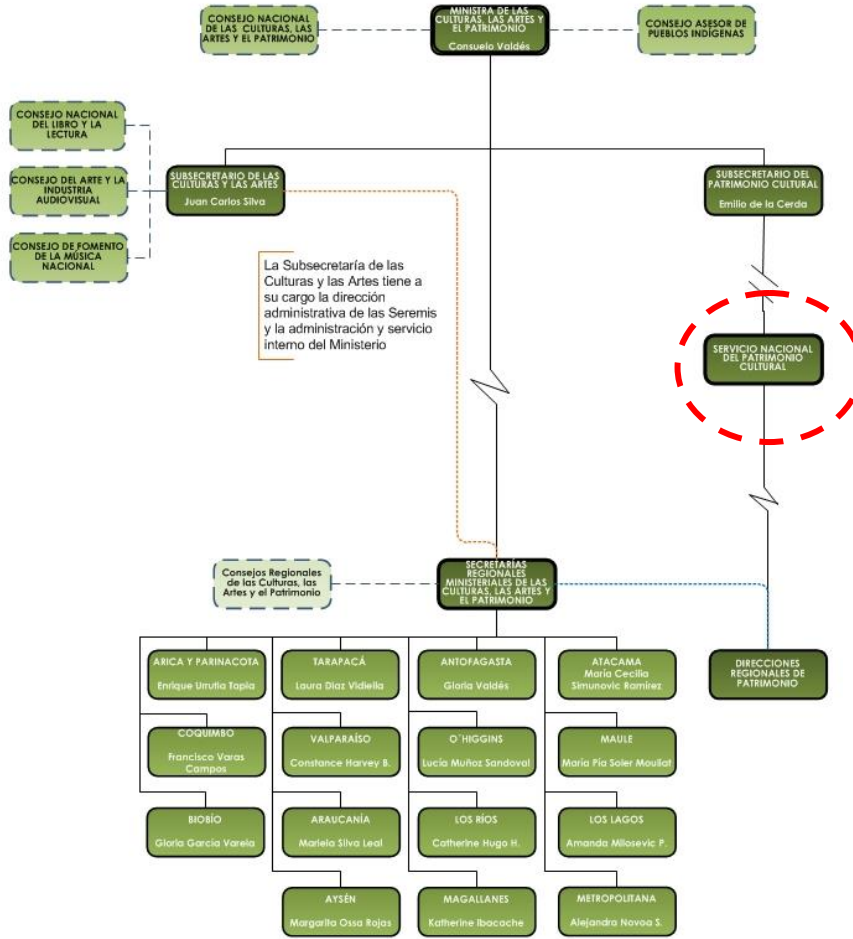 CONSEJO NACIONAL
DE LAS CULTURAS, LAS
ARTES Y EL PATRIMONIO
MINISTRA DE LAS
CULTURAS, LAS ARTES Y
EL PATRIMONIO
Consuelo Valdés
CONSEJO ASESOR DE
PUEBLOS INDÍGENAS
CONSEJO NACIONAL
DEL LIBRO Y LA
LECTURA
CONSEJO DEL ARTE Y LA
INDUSTRIA
AUDIOVISUAL
CONSEJO DE FOMENTO
DE LA MÚSICA
NACIONAL
SUBSECRETARIO DE LAS
CULTURAS Y LAS ARTES
Juan Carlos Silva
SUBSECRETARIO DEL
PATRIMONIO CULTURAL
Emilio de la Cerda
La Subsecretaría de las
Culturas y las Artes tiene a
su cargo la dirección
administrativa de las Seremis
y la administración y servicio
interno del Ministerio
SERVICIO NACIONAL
DEL PATRIMONIO
CULTURAL
Consejos Regionales
de las Culturas, las
Artes y el Patrimonio
SECRETARÍAS
REGIONALES
MINISTERIALES DE LAS
CULTURAS, LAS ARTES Y
EL PATRIMONIO
ARICA Y PARINACOTA
Enrique Urrutia Tapia
TARAPACÁ
Laura Díaz Vidiella
ANTOFAGASTA
Gloria Valdés
ATACAMA
María Cecilia
Simunovic Ramírez
DIRECCIONES
REGIONALES DE
PATRIMONIO
COQUIMBO
Francisco Varas
Campos
VALPARAÍSO
Constance Harvey B.
O´HIGGINS
Lucía Muñoz Sandoval
MAULE
María Pía Soler Mouliat
BIOBÍO
Gloria García Varela
ARAUCANÍA
Mariela Silva Leal
LOS RÍOS
Catherine Hugo H.
LOS LAGOS
Amanda Milosevic P.
AYSÉN
Margarita Ossa Rojas
MAGALLANES
Katherine Ibacache
METROPOLITANA
Alejandra Novoa S.